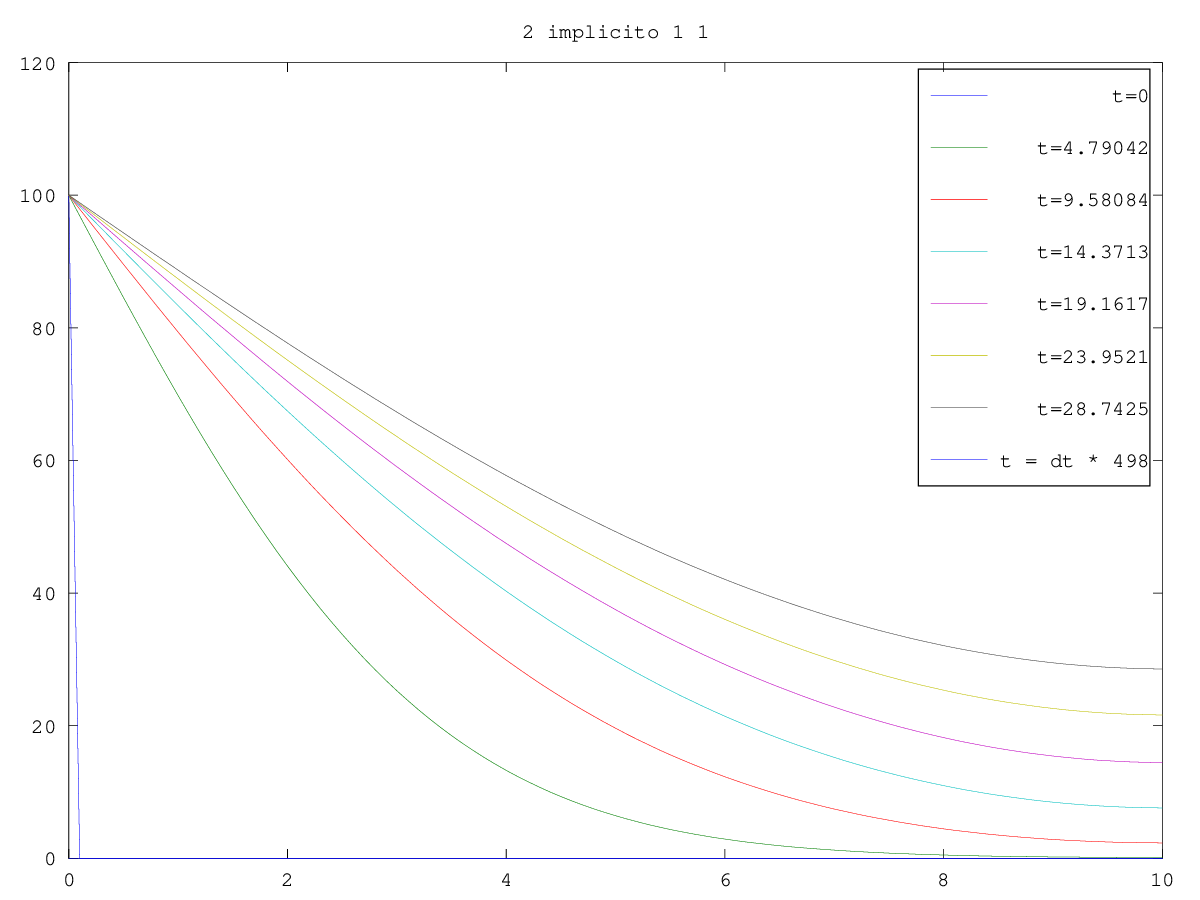 2 implicito 1 1
120
100
80
60
40
20
0
0 2 4 6 8 10
t=0
t=4.79042
t=9.58084
t=14.3713
t=19.1617
t=23.9521
t=28.7425
t = dt * 498